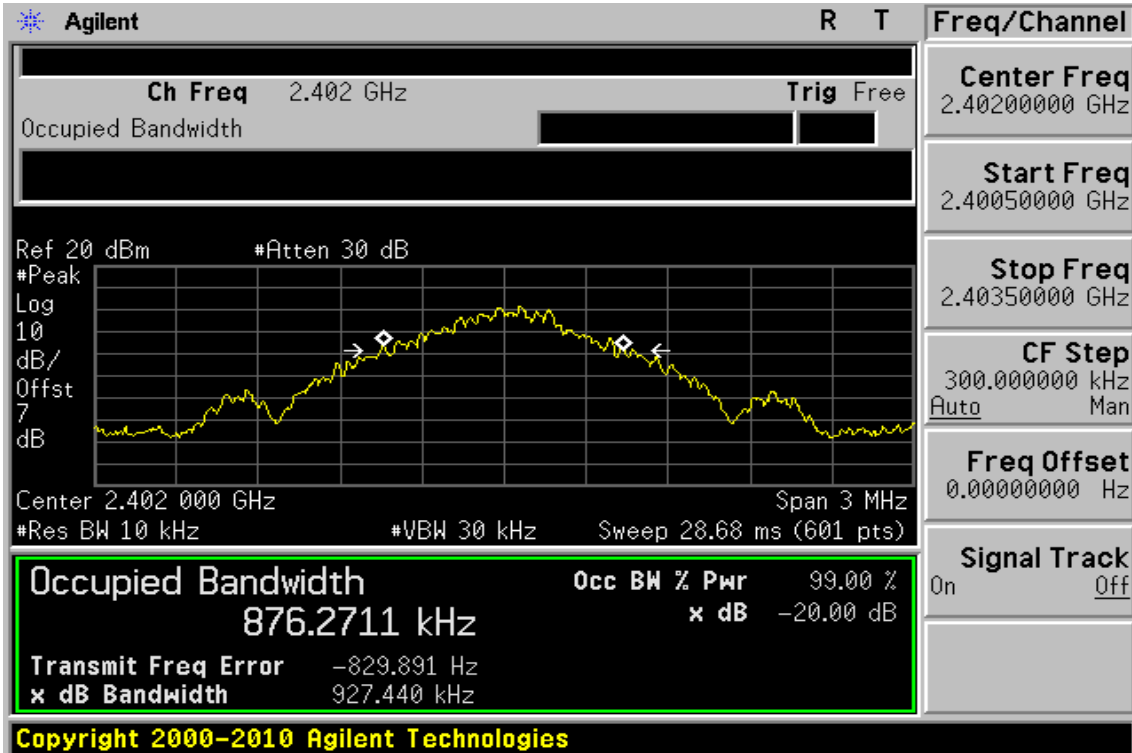 Agilent R T Freq/Channel
Ch Freq 2.402 GHz Trig Free
Occupied Bandwidth
Center Freq
2.40200000 GHz
Start Freq
2.40050000 GHz
Stop Freq
2.40350000 GHz
CF Step
300.000000 kHz
Auto Man
Freq Offset
0.00000000 Hz
Signal Track
On Off
Ref 20 dBm #Atten 30 dB
#Peak
Log
10
dB/
Offst
7
dB
Center 2.402 000 GHz Span 3 MHz
#Res BW 10 kHz #VBW 30 kHz Sweep 28.68 ms (601 pts)
Occupied Bandwidth
876.2711 kHz
Occ BW % Pwr 99.00 %
x dB -20.00 dB
Transmit Freq Error -829.891 Hz
x dB Bandwidth 927.440 kHz
Copyright 2000-2010 Agilent Technologies